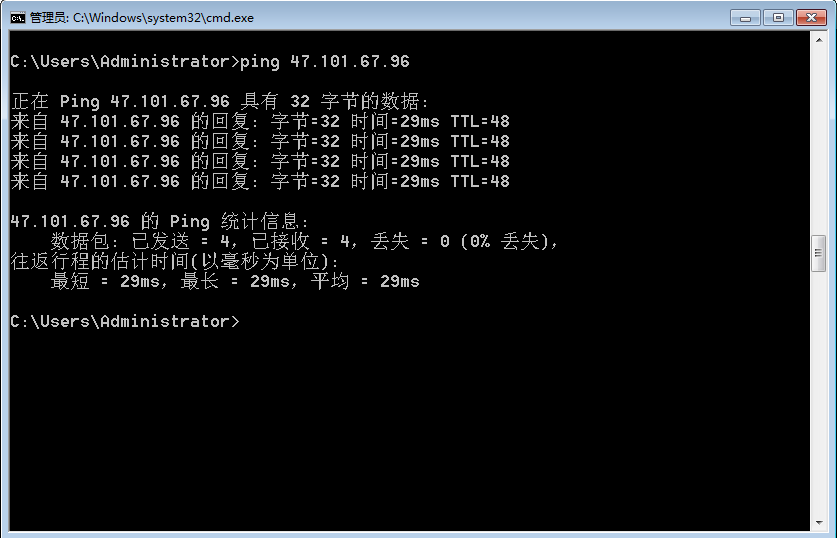 管理员: C:\Windows\system32\cmd.exe
C:\Users\Administrator>ping 47.101.67.96
正在 Ping 47.101.67.96 具有 32 字节的数据:
来自 47.101.67.96 的回复: 字节=32 时间=29ms TTL=48
来自 47.101.67.96 的回复: 字节=32 时间=29ms TTL=48
来自 47.101.67.96 的回复: 字节=32 时间=29ms TTL=48
来自 47.101.67.96 的回复: 字节=32 时间=29ms TTL=48
47.101.67.96 的 Ping 统计信息:
数据包: 已发送 = 4，已接收 = 4，丢失 = 0 (0% 丢失)，
往返行程的估计时间(以毫秒为单位):
最短 = 29ms，最长 = 29ms，平均 = 29ms
C:\Users\Administrator>